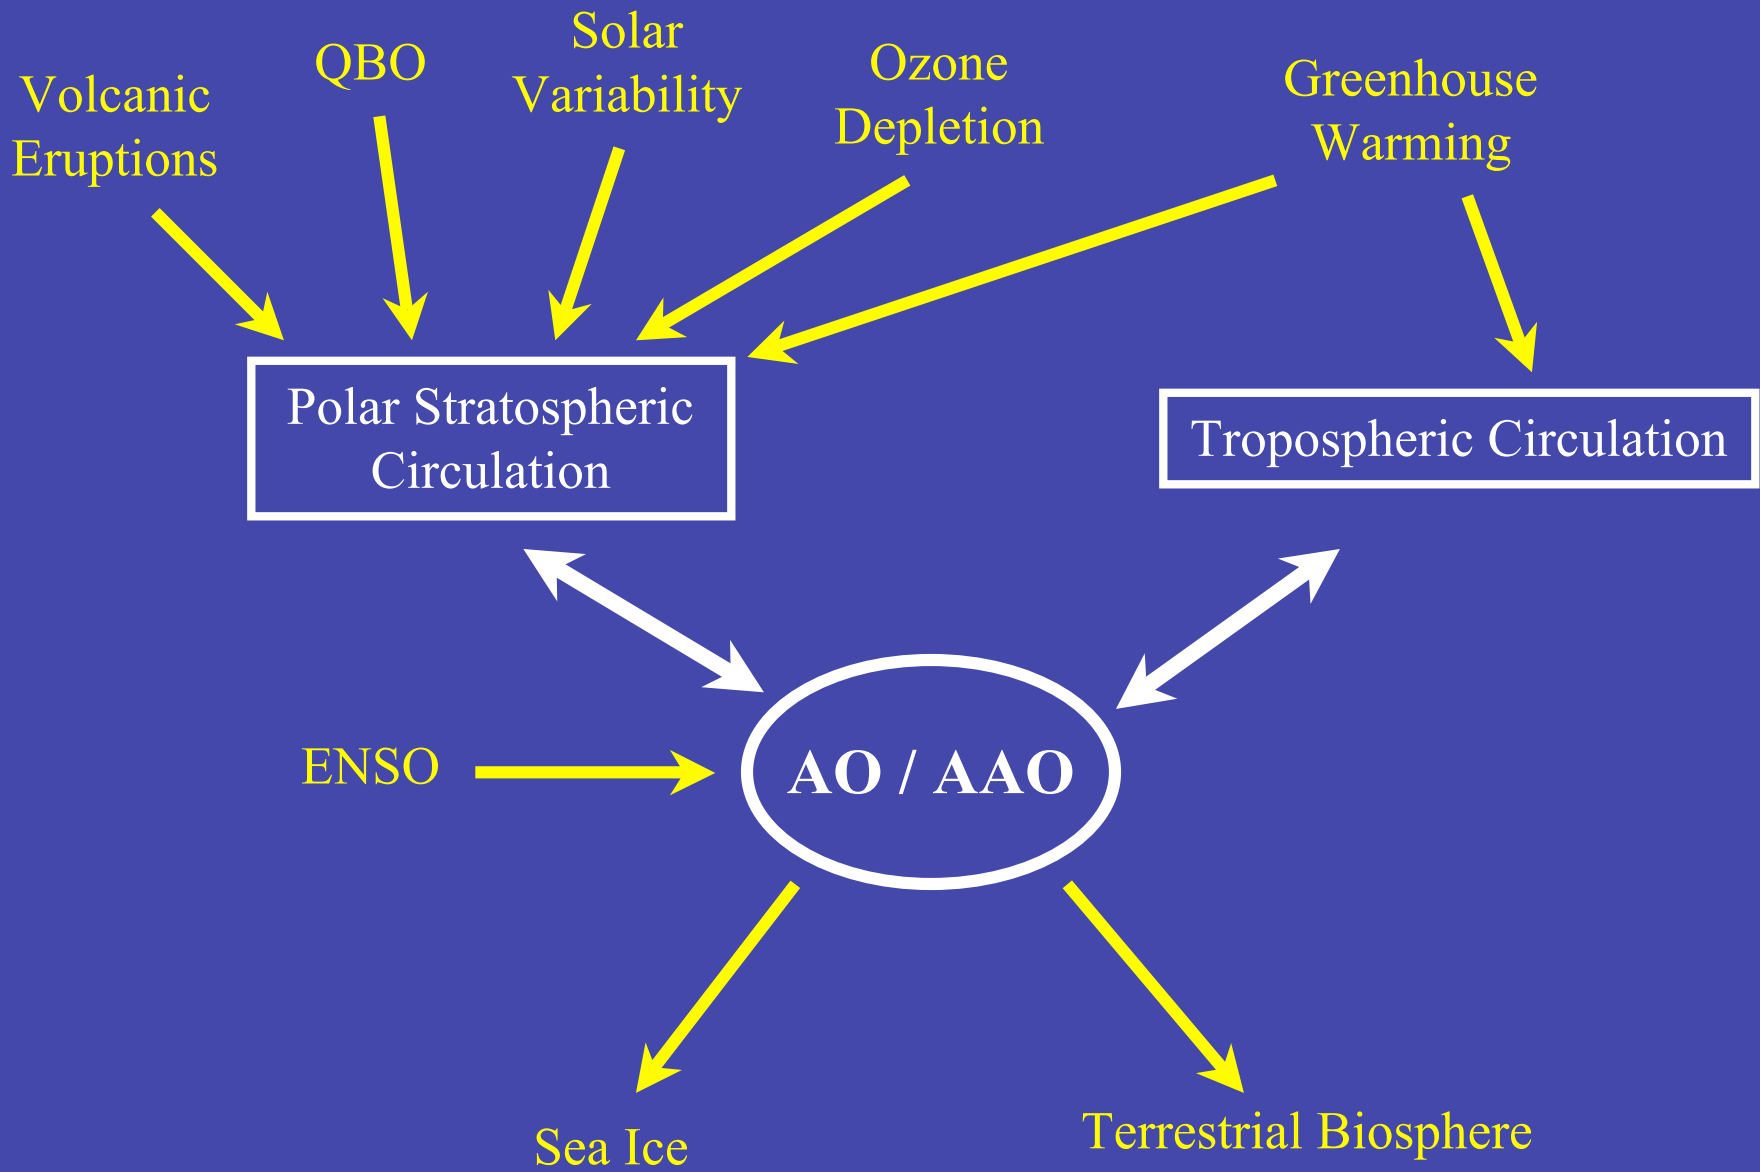 Volcanic
Eruptions
QBO
Solar
Variability
Ozone
Depletion
Greenhouse
Warming
Polar Stratospheric
Circulation
Tropospheric Circulation
ENSO
AO / AAO
Sea Ice
Terrestrial Biosphere